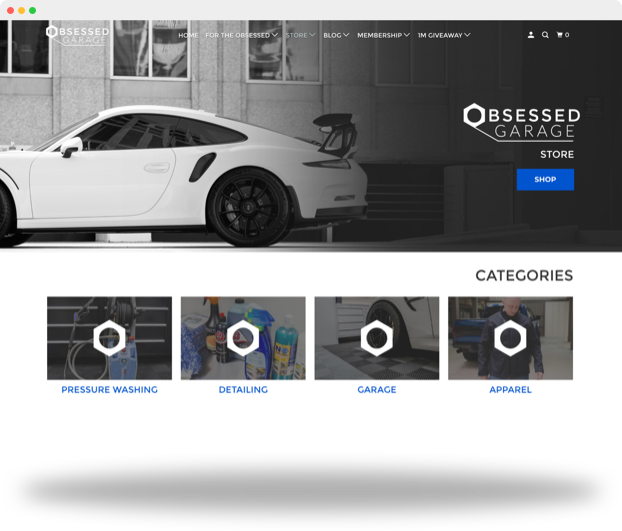 OBSESSED
GARAGE
HOME FOR THE OBSESSED STORE BLOG MEMBERSHIP 1M GIVEAWAY 0
OBSESSED
GARAGE
STORE
SHOP
CATEGORIES
PRESSURE WASHING DETAILING GARAGE APPAREL